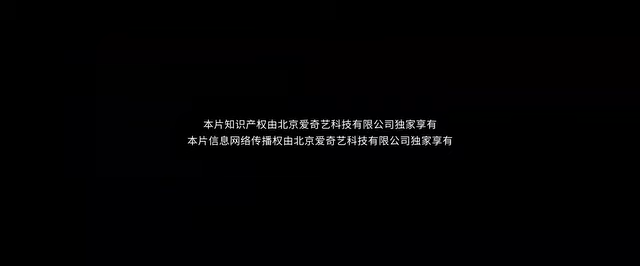 本片知识产权由北京爱奇艺科技有限公司独家享有
本片信息网络传播权由北京爱奇艺科技有限公司独家享有